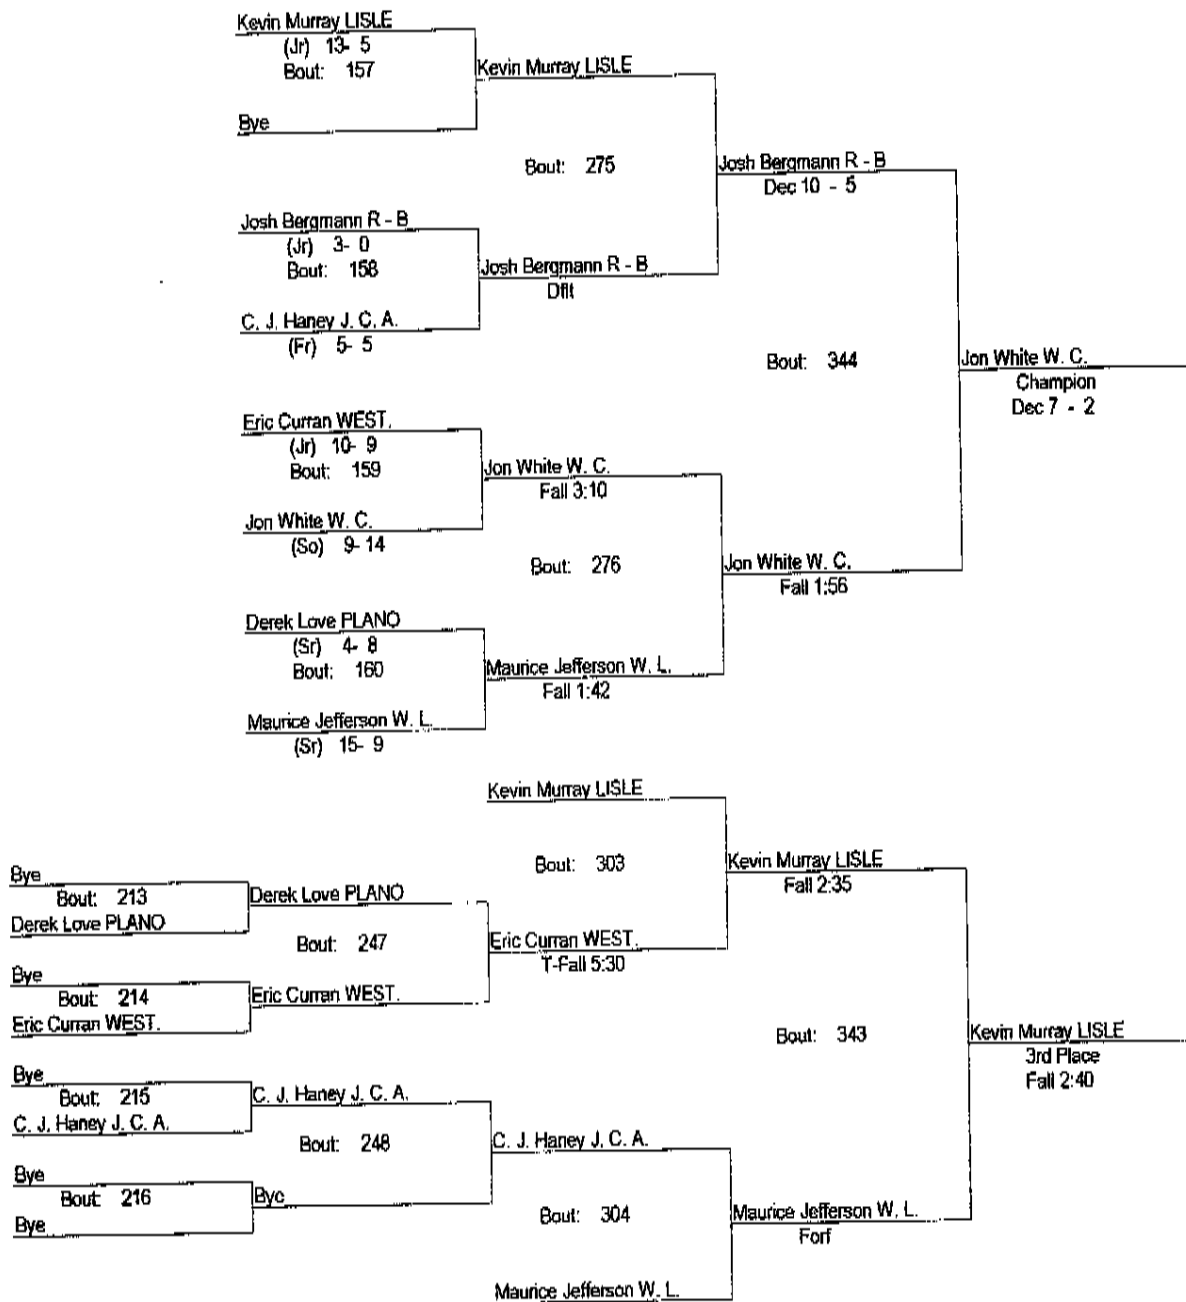 Kevin Murray LISLE
(Jr) 13- 5
Bout: 157
Kevin Murray LISLE
Bye
Bout: 275
Josh Bergmann R - B
Dec 10 - 5
Josh Bergmann R - B
(Jr) 3- 0
Bout: 158
Josh Bergmann R - B
Dflt
C. J. Haney J. C. A.
(Fr) 5- 5
Bout: 344
Jon White W. C.
Champion
Dec 7 - 2
Eric Curran WEST.
(Jr) 10- 9
Bout: 159
Jon White W. C.
Fall 3:10
Jon White W. C.
(So) 9- 14
Bout: 276
Jon White W. C.
Fall 1:56
Derek Love PLANO
(Sr) 4- 8
Bout: 160
Maurice Jefferson W. L.
Fall 1:42
Maurice Jefferson W. L.
(Sr) 15- 9
Kevin Murray LISLE
Bout: 303
Kevin Murray LISLE
Fall 2:35
Bye
Bout: 213
Derek Love PLANO
Derek Love PLANO
Bout: 247
Eric Curran WEST.
T-Fall 5:30
Bye
Bout: 214
Eric Curran WEST.
Eric Curran WEST.
Bout: 343
Kevin Murray LISLE
3rd Place
Fall 2:40
Bye
Bout: 215
C. J. Haney J. C. A.
C. J. Haney J. C. A.
Bout: 248
C. J. Haney J. C. A.
Bye
Bout: 216
Bye
Bye
Bout: 304
Maurice Jefferson W. L.
Forf
Maurice Jefferson W. L.